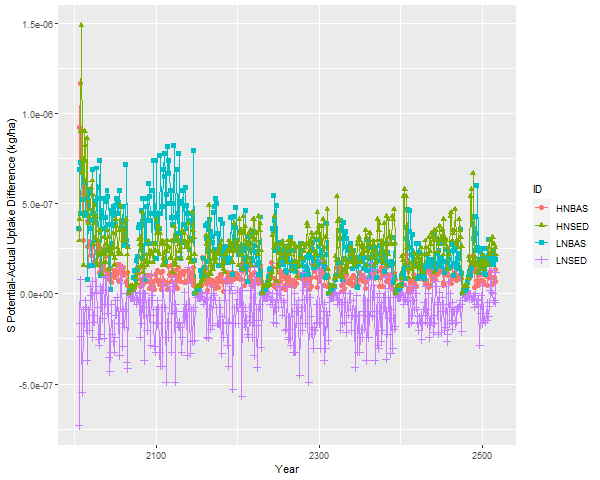 1.5e-06
1.0e-06
5.0e-07
0.0e+00
-5.0e-07
S Potential-Actual Uptake Difference (kg/ha)
2100
2300
2500
Year
ID
HNBAS
HNSED
LNBAS
LNSED